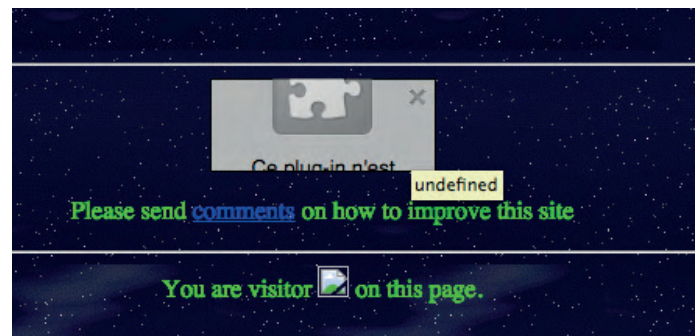 Ce plug-in n'est
undefined
Please send comments on how to improve this site
You are visitor on this page.